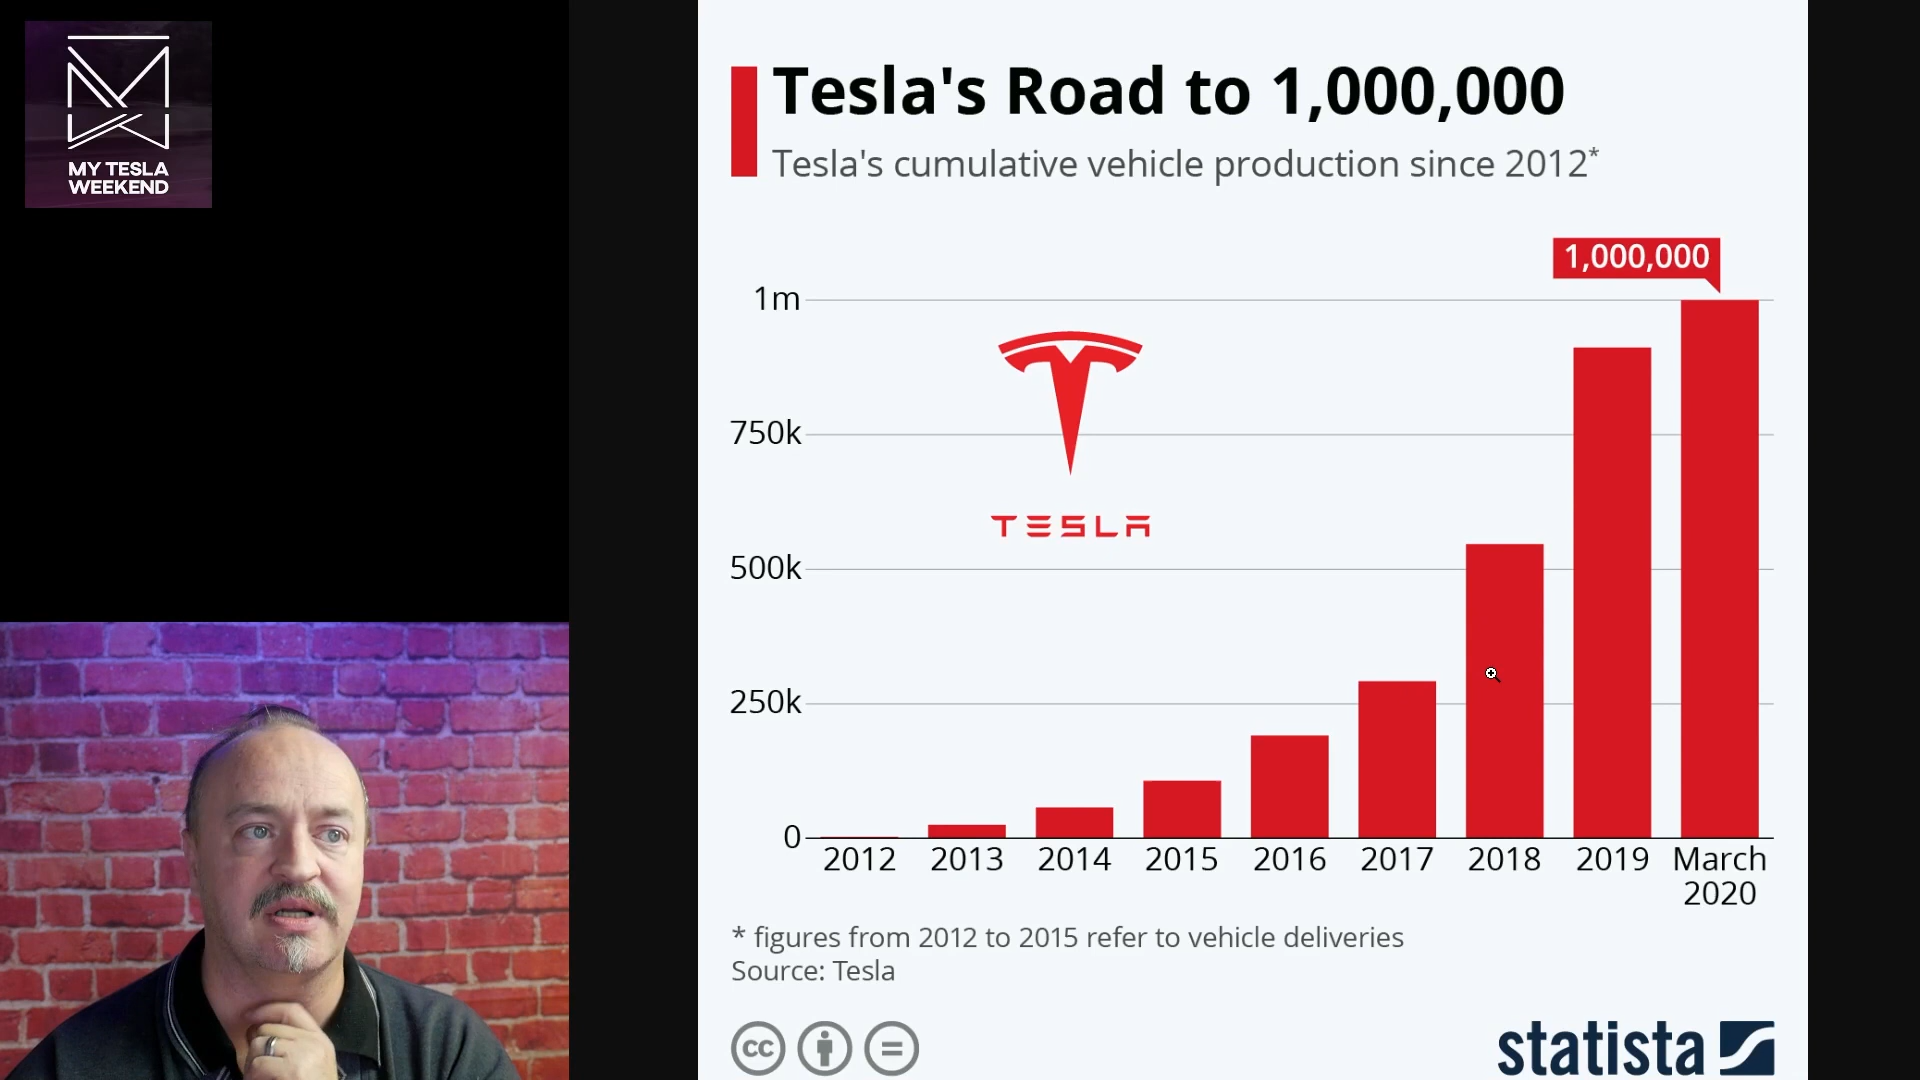 MY TESLA
WEEKEND
Tesla's Road to 1,000,000
Tesla's cumulative vehicle production since 2012*
1,000,000
1m
750k
500k
250k
0
TESLA
2012 2013 2014 2015 2016 2017 2018 2019 March
2020
* figures from 2012 to 2015 refer to vehicle deliveries
Source: Tesla
cc
statista